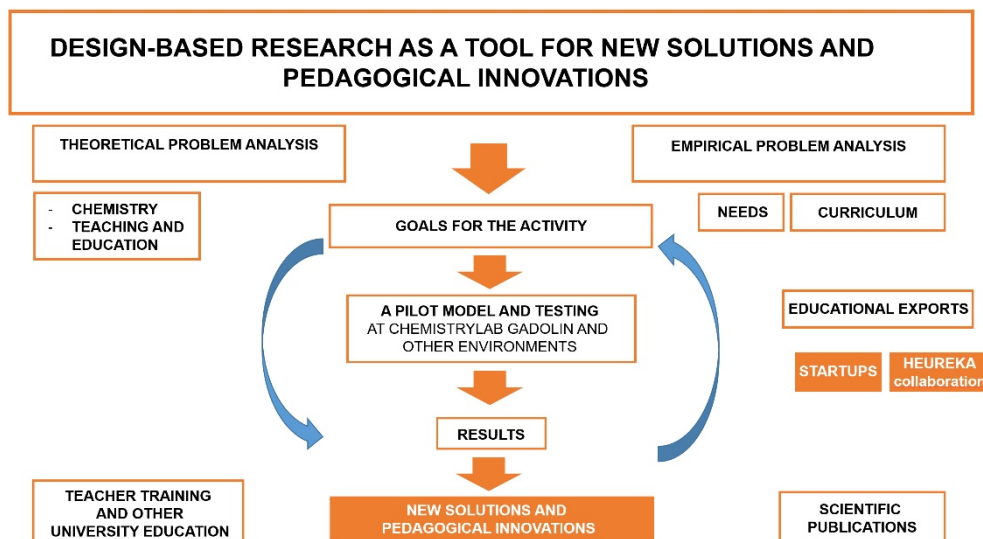 DESIGN-BASED RESEARCH AS A TOOL FOR NEW SOLUTIONS AND
PEDAGOGICAL INNOVATIONS
THEORETICAL PROBLEM ANALYSIS
EMPIRICAL PROBLEM ANALYSIS
- CHEMISTRY
- TEACHING AND
EDUCATION
GOALS FOR THE ACTIVITY
NEEDS
CURRICULUM
A PILOT MODEL AND TESTING
AT CHEMISTRYLAB GADOLIN AND
OTHER ENVIRONMENTS
EDUCATIONAL EXPORTS
STARTUPS
HEUREKA
collaboration
RESULTS
TEACHER TRAINING
AND OTHER
UNIVERSITY EDUCATION
NEW SOLUTIONS AND
PEDAGOGICAL INNOVATIONS
SCIENTIFIC
PUBLICATIONS